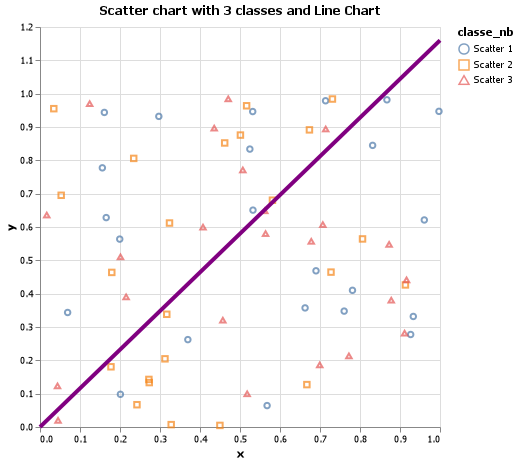 Scatter chart with 3 classes and Line Chart
classe_nb
Scatter 1
Scatter 2
Scatter 3
y
1.2
1.1
1.0
0.9
0.8
0.7
0.6
0.5
0.4
0.3
0.2
0.1
0.0
0.0 0.1 0.2 0.3 0.4 0.5 0.6 0.7 0.8 0.9 1.0
x